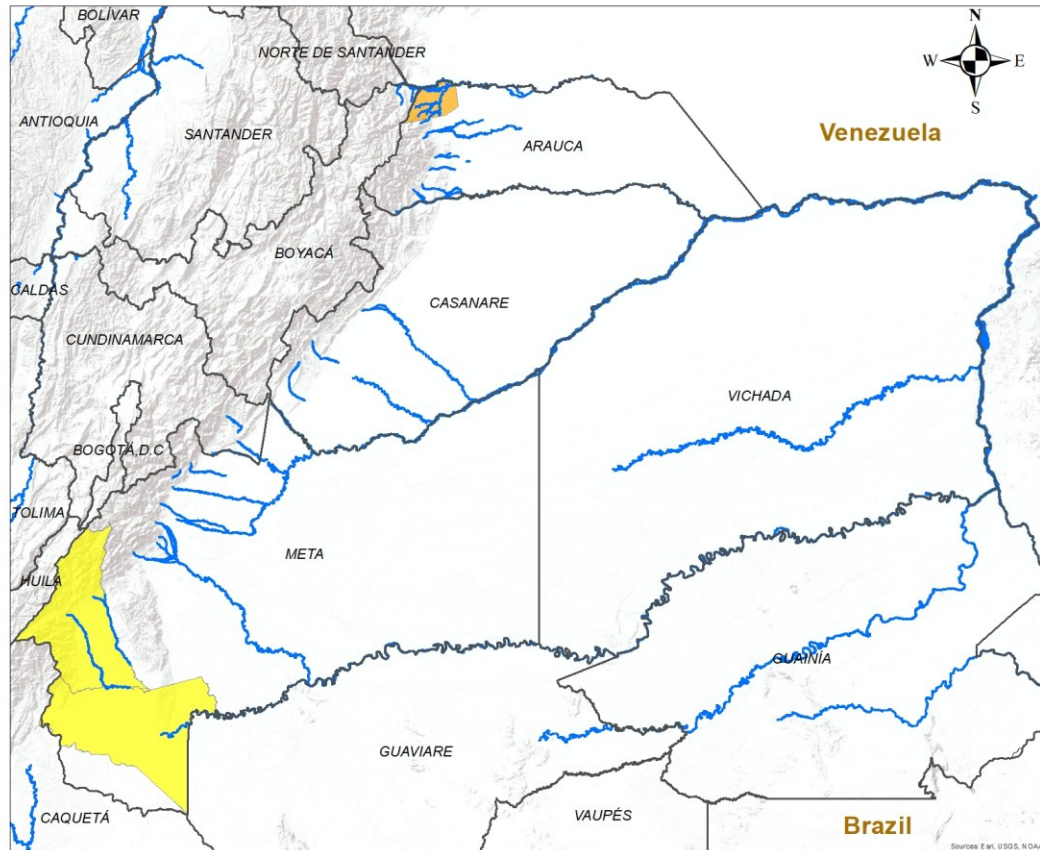 BOLÍVAR
N
NORTE DE SANTANDER
W E
S
ANTIOQUIA
SANTANDER
Venezuela
ARAUCA
BOYACÁ
CALDAS
CASANARE
CUNDINAMARCA
VICHADA
BOGOTÁ,D.C
TOLIMA
META
HUILA
GUAINÍA
GUAVIARE
CAQUETÁ
VAUPÉS
Brazil
Sources: Esri, USGS, NOAA